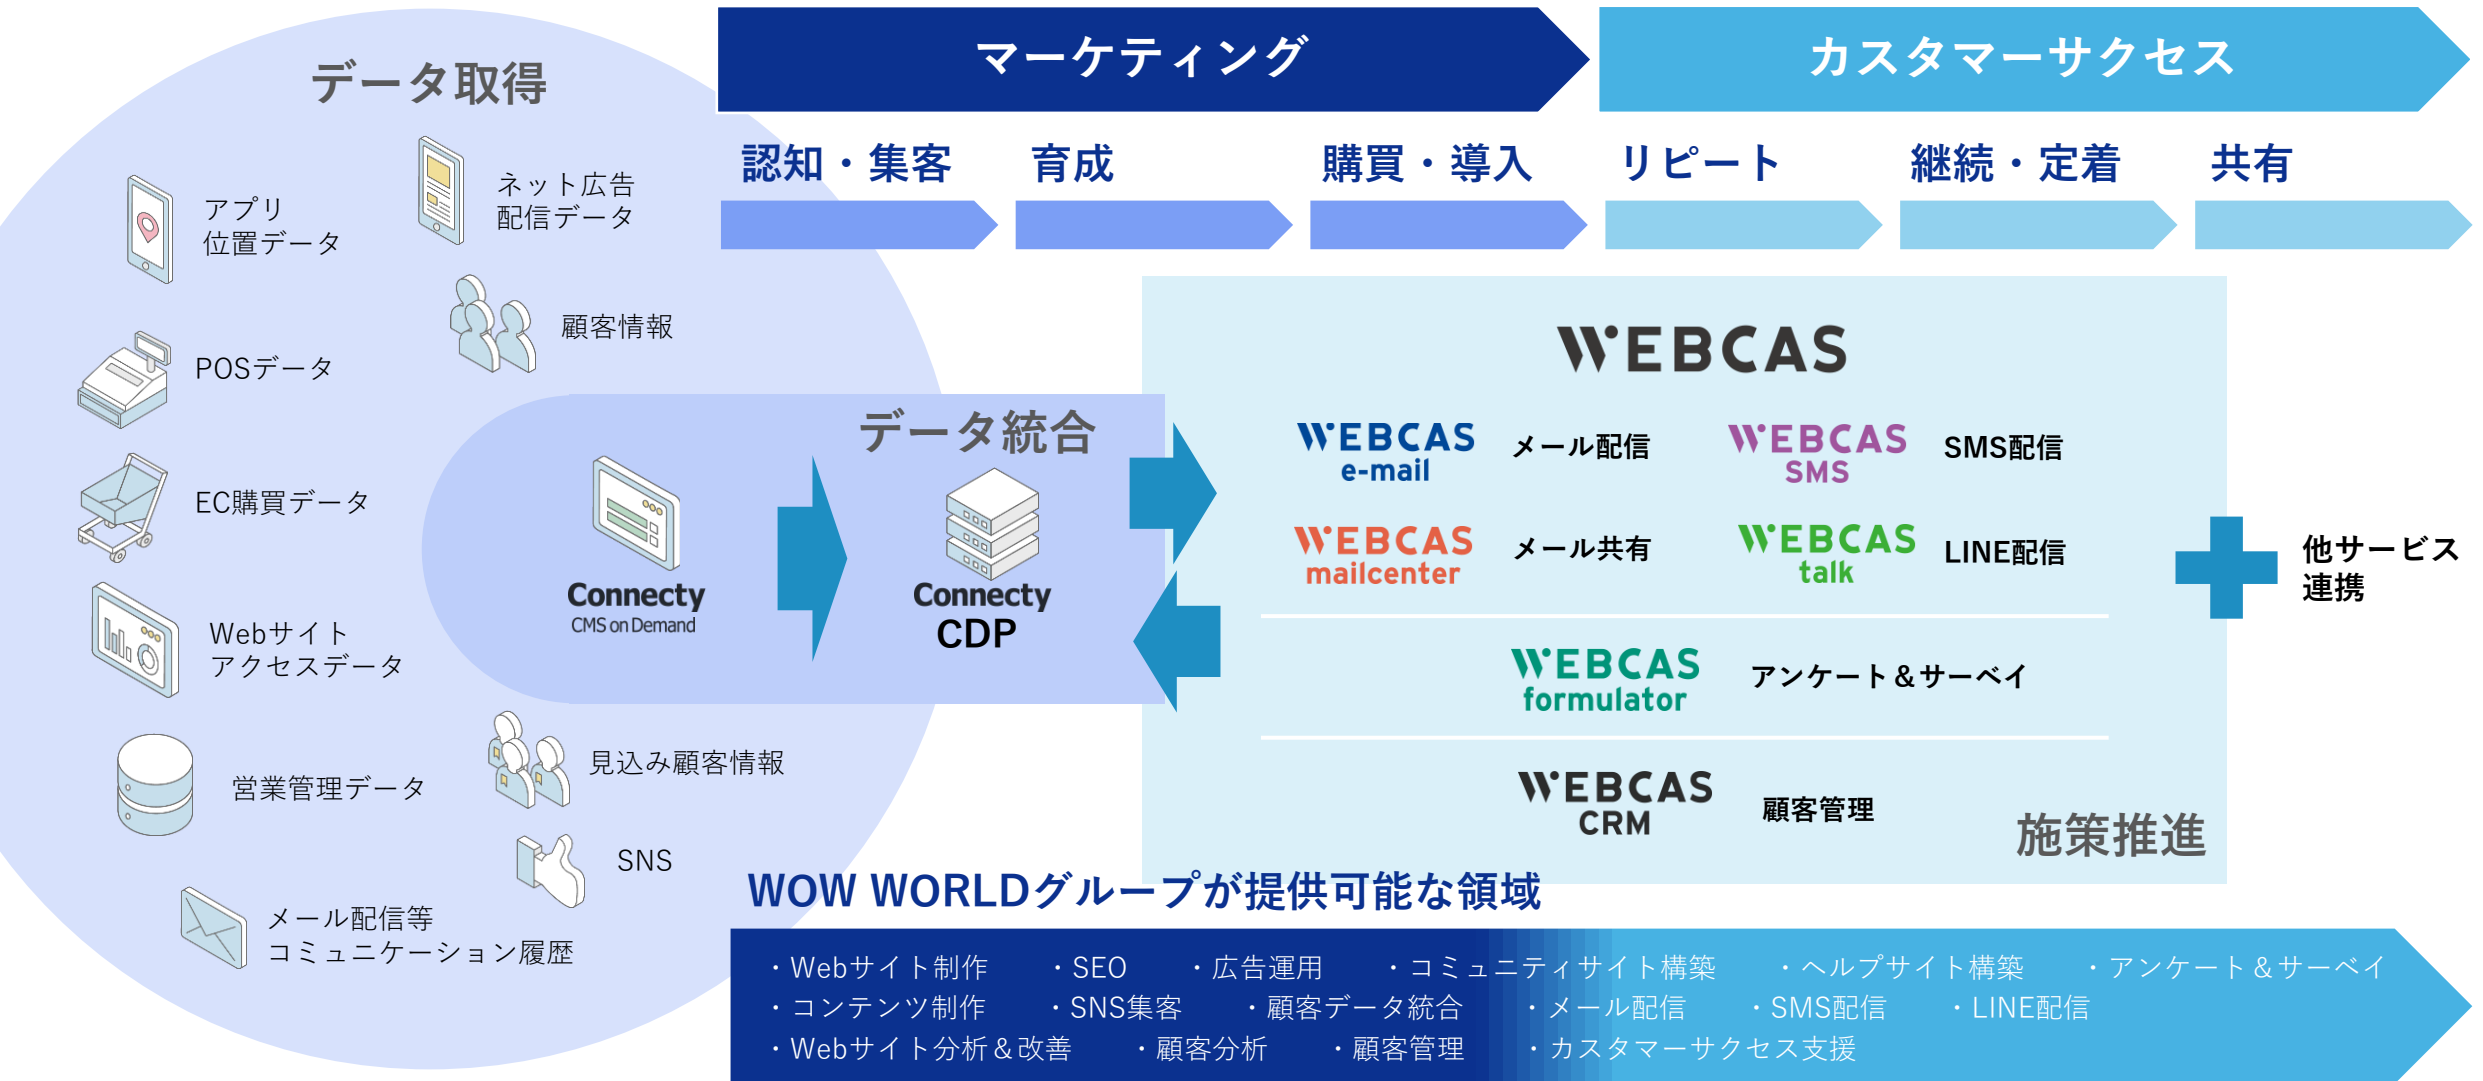 データ取得
マーケティング
カスタマーサクセス
認知・集客
育成
購買・導入
リピート
継続・定着
共有
アプリ
位置データ
ネット広告
配信データ
顧客情報
POSデータ
EC購買データ
Webサイト
アクセスデータ
営業管理データ
見込み顧客情報
SNS
メール配信等
コミュニケーション履歴
データ統合
Connecty
CMS on Demand
Connecty
CDP
WEBCAS
WEBCAS
e-mail
メール配信
WEBCAS
SMS
SMS配信
WEBCAS
mailcenter
メール共有
WEBCAS
talk
LINE配信
WEBCAS
formulator
アンケート＆サーベイ
WEBCAS
CRM
顧客管理
施策推進
他サービス
連携
WOW WORLDグループが提供可能な領域
・Webサイト制作 ・SEO ・広告運用 ・コミュニティサイト構築 ・ヘルプサイト構築 ・アンケート＆サーベイ
・コンテンツ制作 ・SNS集客 ・顧客データ統合 ・メール配信 ・SMS配信 ・LINE配信
・Webサイト分析＆改善 ・顧客分析 ・顧客管理 ・カスタマーサクセス支援